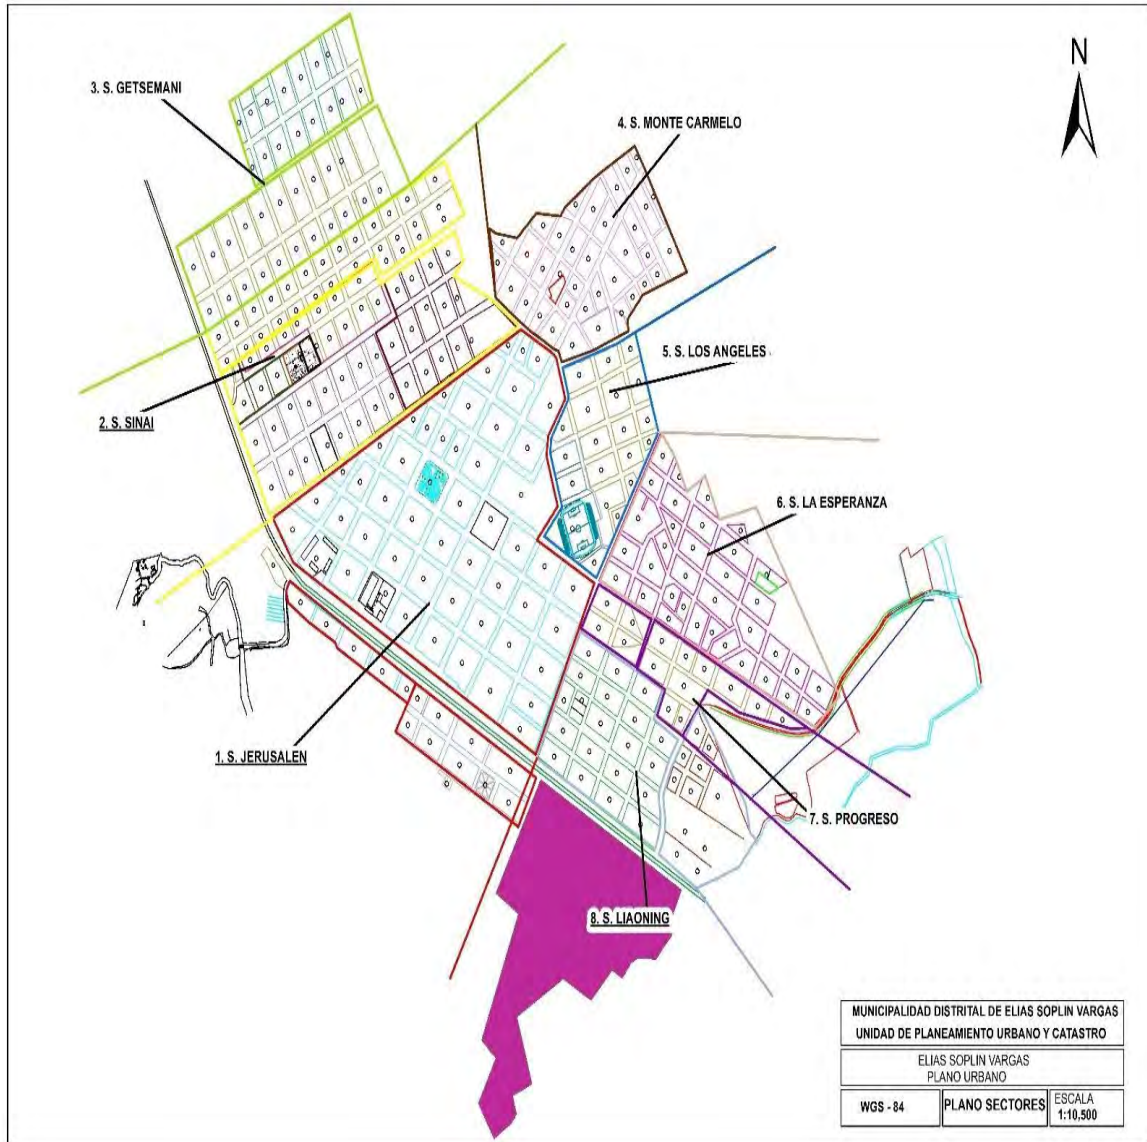 N
3. S. GETSEMANI
4. S. MONTE CARMELO
5. S. LOS ANGELES
2. S. SINAI
6. S. LA ESPERANZA
1. S. JERUSALEN
7. S. PROGRESO
8. S. LIAONING
MUNICIPALIDAD DISTRITAL DE ELIAS SOPLIN VARGAS
UNIDAD DE PLANEAMIENTO URBANO Y CATASTRO
ELIAS SOPLIN VARGAS
PLANO URBANO
WGS - 84
PLANO SECTORES
ESCALA
1:10,500